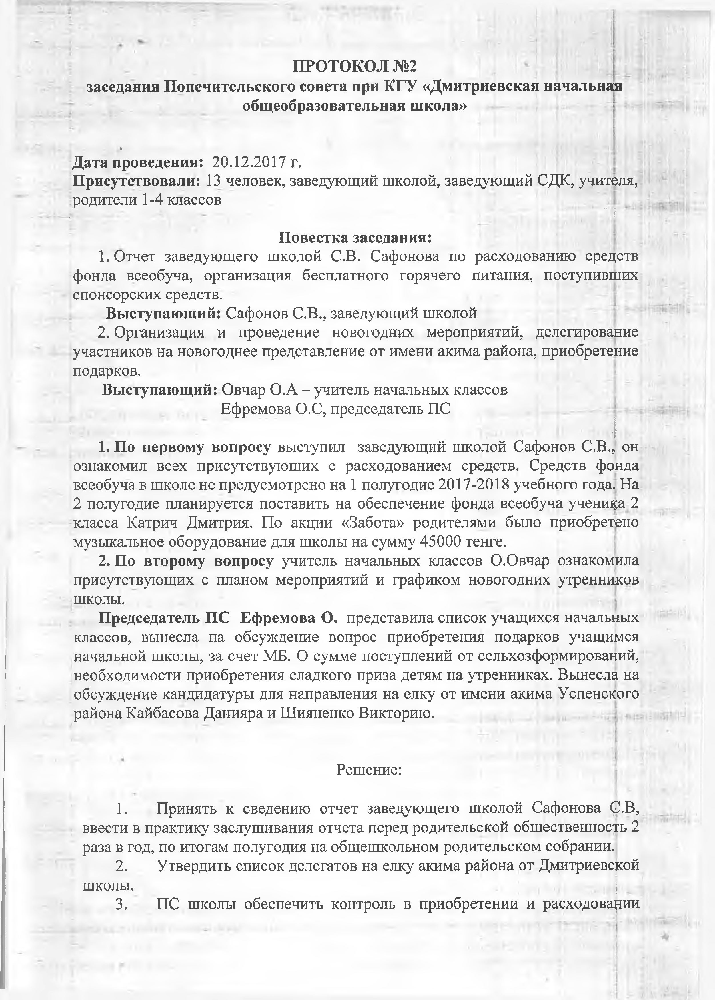 ПРОТОКОЛ №2
заседания Попечительского совета при КГУ «Дмитриевская начальная
общеобразовательная школа»
Дата проведения: 20.12.2017 г.
Присутствовали: 13 человек, заведующий школой, заведующий СДК, учителя,
родители 1-4 классов
Повестка заседания:
1. Отчет заведующего школой С.В. Сафонова по расходованию средств
фонда всеобуча, организация бесплатного горячего питания, поступивших
спонсорских средств.
Выступающий: Сафонов С.В., заведующий школой
2. Организация и проведение новогодних мероприятий, делегирование
участников на новогоднее представление от имени акима района, приобретение
подарков.
Выступающий: Овчар О.А – учитель начальных классов
Ефремова О.С, председатель ПС
1. По первому вопросу выступил заведующий школой Сафонов С.В., он
ознакомил всех присутствующих с расходованием средств. Средств фонда
всеобуча в школе не предусмотрено на 1 полугодие 2017-2018 учебного года. На
2 полугодие планируется поставить на обеспечение фонда всеобуча ученика 2
класса Катрич Дмитрия. По акции «Забота» родителями было приобретено
музыкальное оборудование для школы на сумму 45000 тенге.
2. По второму вопросу учитель начальных классов О.Овчар ознакомила
присутствующих с планом мероприятий и графиком новогодних утренников
школы.
Председатель ПС Ефремова О. представила список учащихся начальных
классов, вынесла на обсуждение вопрос приобретения подарков учащимся
начальной школы, за счет МБ. О сумме поступлений от сельхозформирований,
необходимости приобретения сладкого приза детям на утренниках. Вынесла на
обсуждение кандидатуры для направления на елку от имени акима Успенского
района Кайбасова Данияра и Шияненко Викторию.
Решение:
1. Принять к сведению отчет заведующего школой Сафонова С.В,
ввести в практику заслушивания отчета перед родительской общественность 2
раза в год, по итогам полугодия на общешкольном родительском собрании.
2. Утвердить список делегатов на елку акима района от Дмитриевской
школы.
3. ПС школы обеспечить контроль в приобретении и расходовании